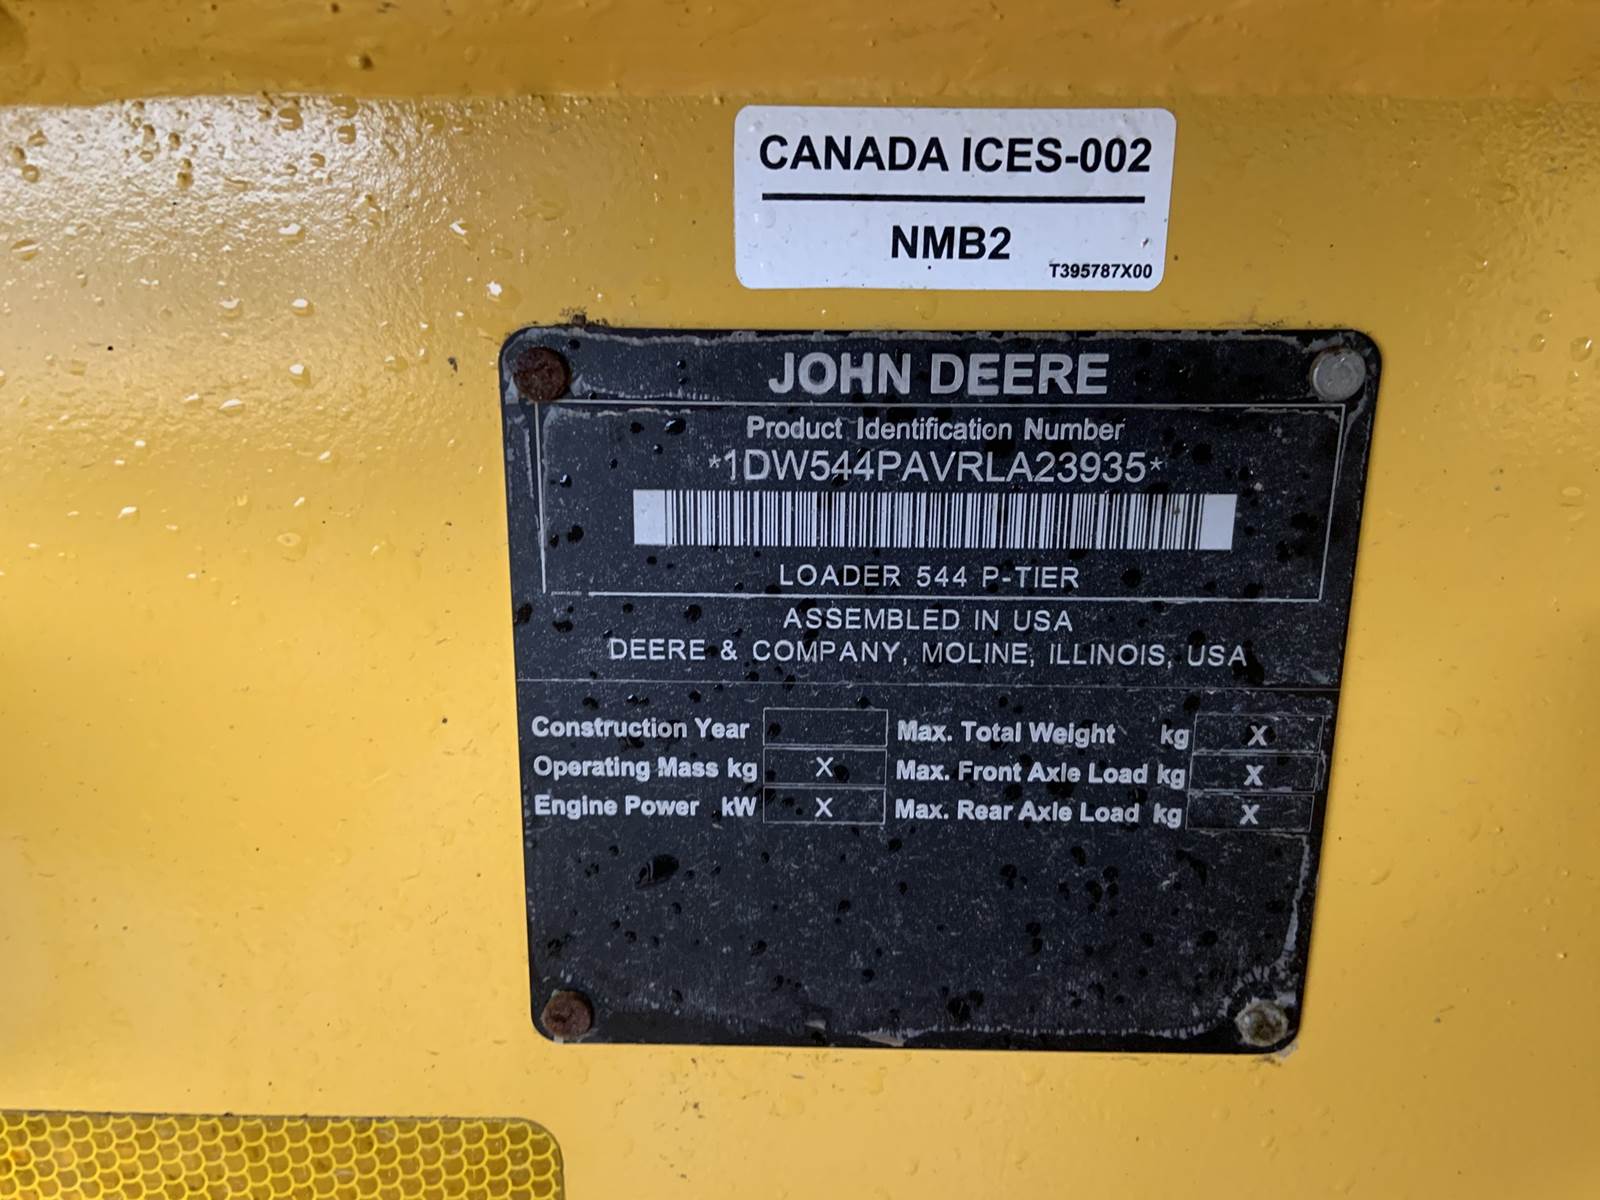 CANADA ICES-002
NMB2
T395787X00
JOHN DEERE
Product Identification Number
*1DW544PAVRLA23935*
LOADER 544 P-TIER
ASSEMBLED IN USA
DEERE & COMPANY, MOLINE, ILLINOIS, USA
Construction Year
Max. Total Weight kg X
Operating Mass kg X
Max. Front Axle Load kg X
Engine Power kW X
Max. Rear Axle Load kg X